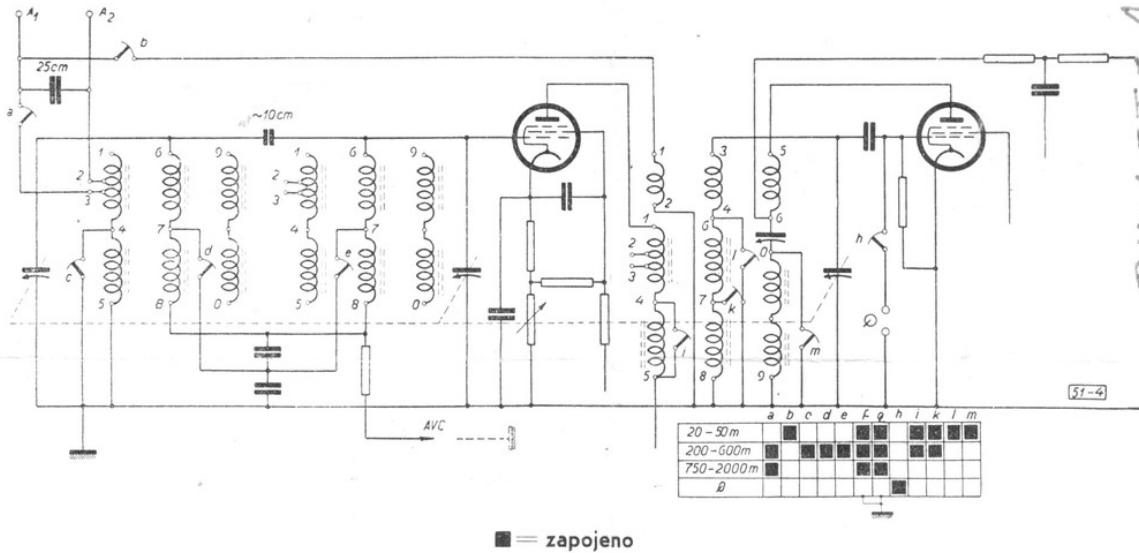 A1 A2
b
25cm
a
~10cm
1 6 9 1 6 9
2 2
3 3
4 7 4 7
c d e
5 8 0 5 8 0
AVC
1 3 5
2 4 6
1 6
2 l 0
3
4 7 k
i m
5 8 9
h
51-4
a b c d e f g h i k l m
20-50m
200-600m
750-2000m
= zapojeno